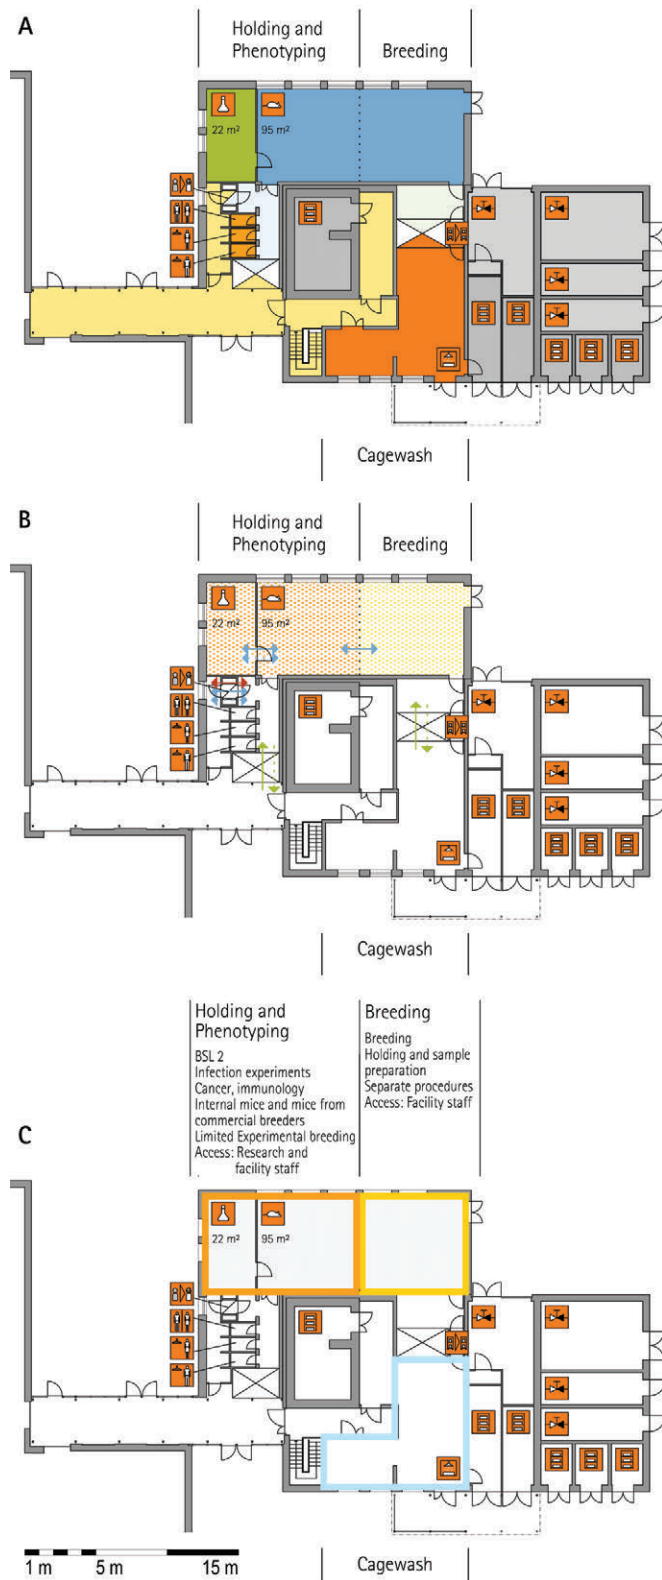 A
Holding and
Phenotyping
Breeding
22 m²
95 m²
Cagewash
B
Holding and
Phenotyping
Breeding
22 m²
95 m²
Cagewash
Holding and
Phenotyping
BSL 2
Infection experiments
Cancer, immunology
Internal mice and mice from
commercial breeders
Limited Experimental breeding
Access: Research and
facility staff
Breeding
Breeding
Holding and sample
preparation
Separate procedures
Access: Facility staff
C
22 m²
95 m²
1 m 5 m 15 m
Cagewash